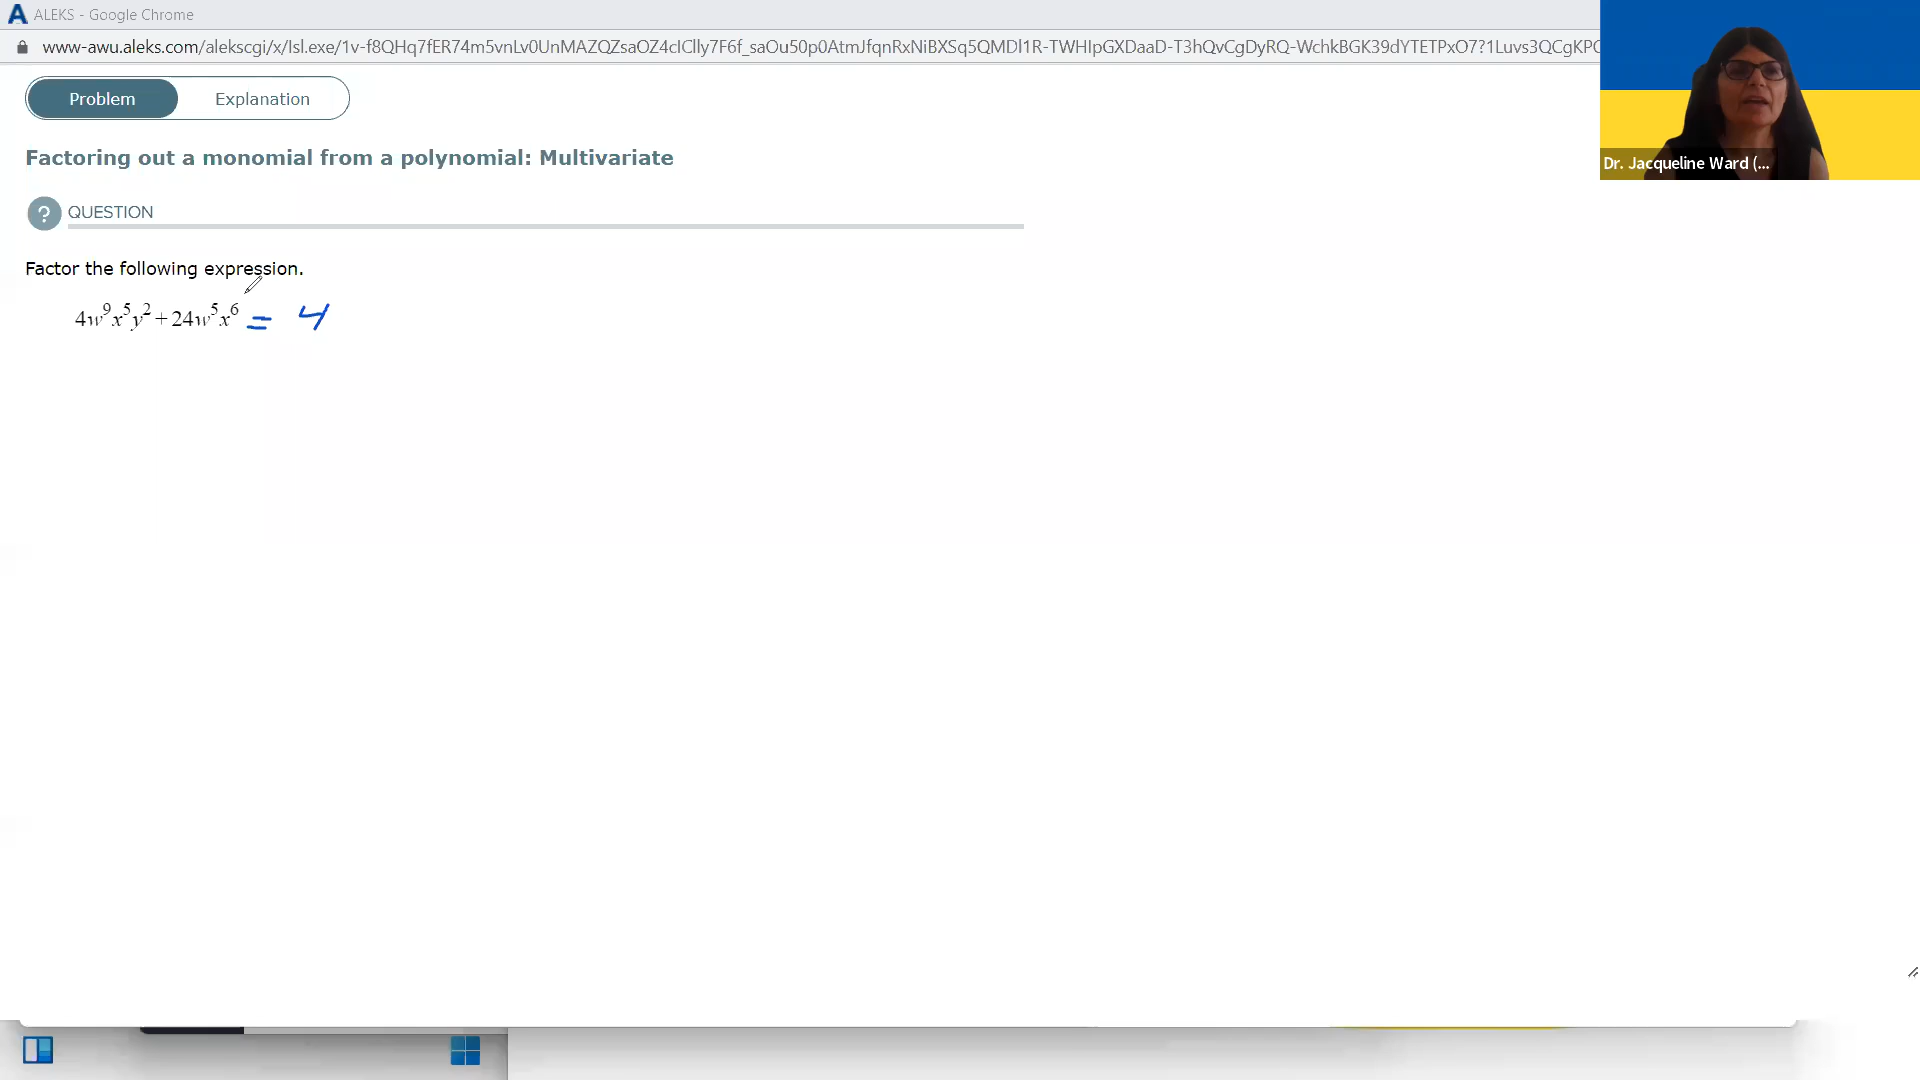 ALEKS - Google Chrome
www-awu.aleks.com/alekscgi/x/Isl.exe/1v-f8QHq7fER74m5vnLv0UnMAZQZsaOZ4cIClly7F6f_saOu50p0AtmJfqnRxNiBXSq5QMDl1R-TWHIpGXDaaD-T3hQvCgDyRQ-WchkBGK39dYTETPxO7?1Luvs3QCgKPC
Problem Explanation
Dr. Jacqueline Ward (...
Factoring out a monomial from a polynomial: Multivariate
? QUESTION
Factor the following expression.
4w⁹x⁵y²+24w⁵x⁶ = 4